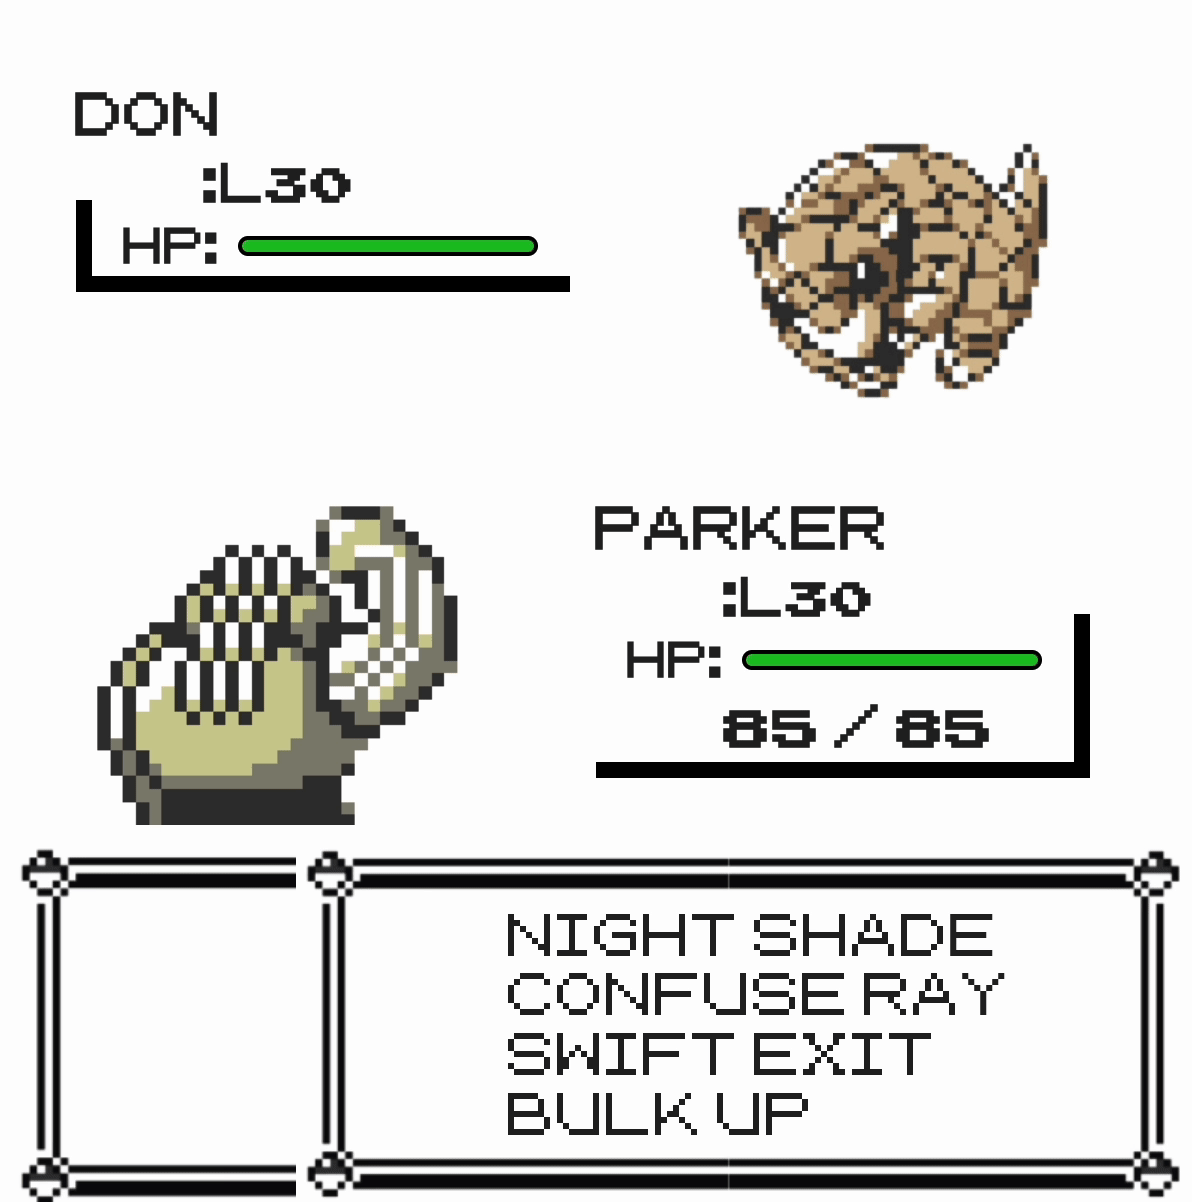 DON
:L30
HP:
PARKER
:L30
HP:
85 / 85
NIGHT SHADE
CONFUSE RAY
SWIFT EXIT
BULK UP